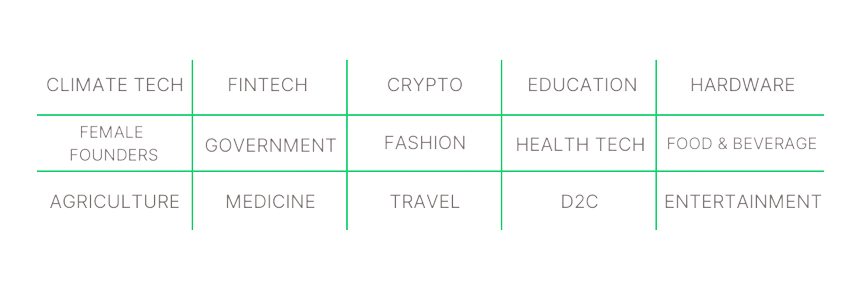 CLIMATE TECH
FINTECH
CRYPTO
EDUCATION
HARDWARE
FEMALE
FOUNDERS
GOVERNMENT
FASHION
HEALTH TECH
FOOD & BEVERAGE
AGRICULTURE
MEDICINE
TRAVEL
D2C
ENTERTAINMENT